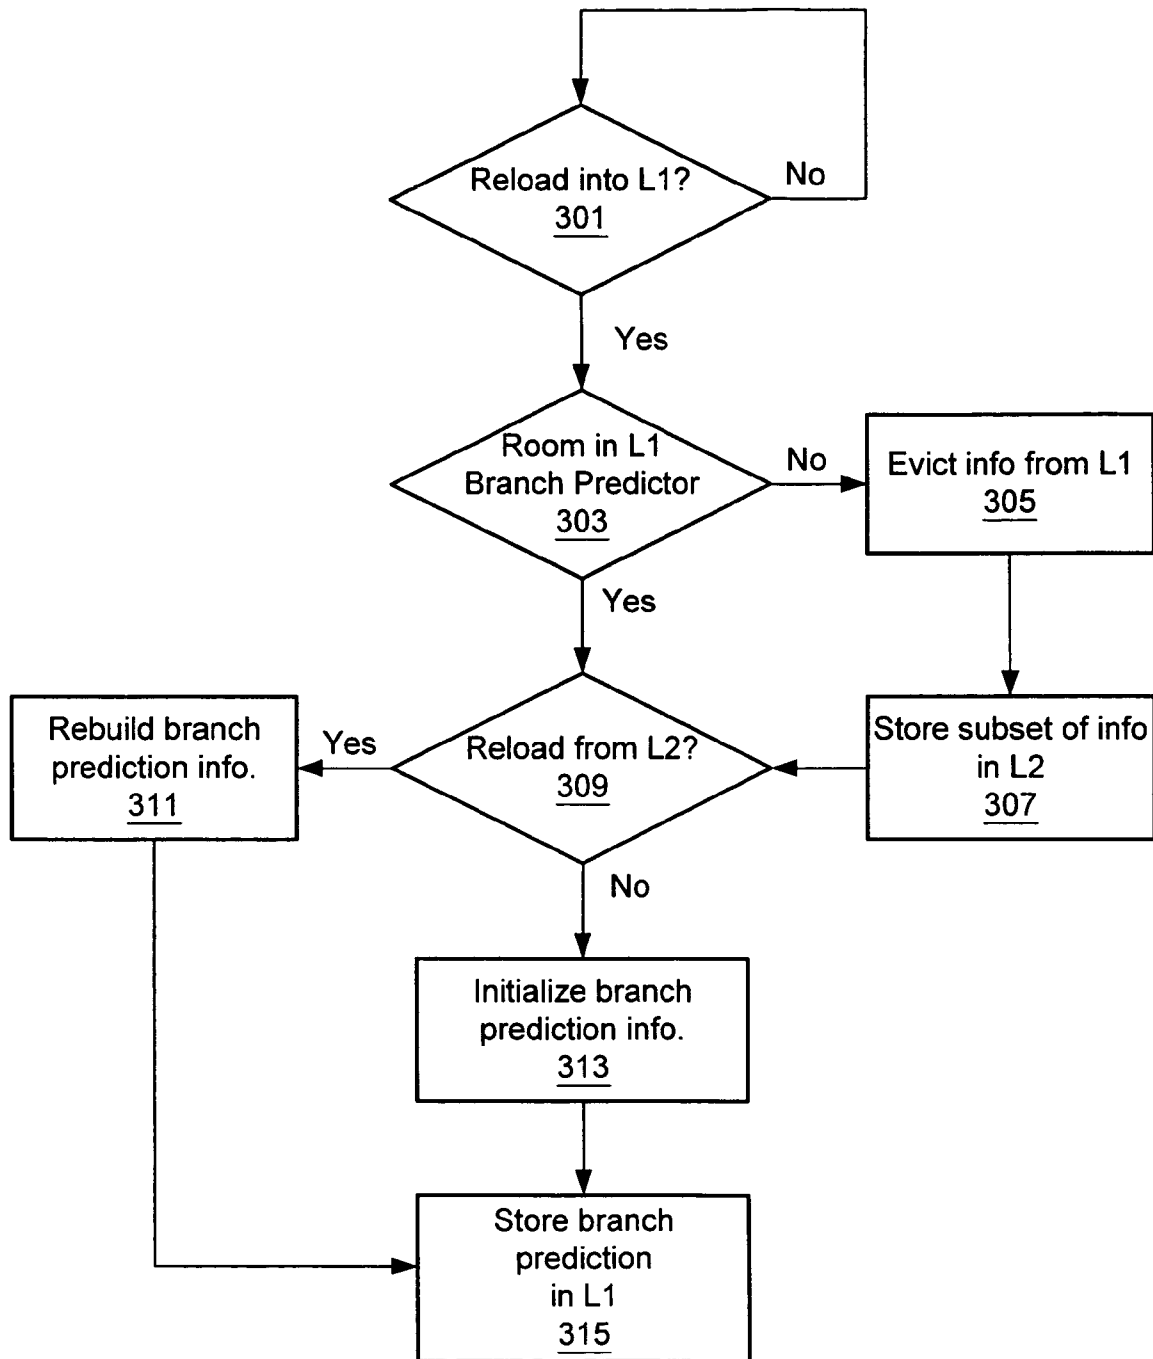 Reload into L1?
301
No
Yes
Room in L1
Branch Predictor
303
No
Evict info from L1
305
Yes
Rebuild branch
prediction info.
311
Yes
Reload from L2?
309
Store subset of info
in L2
307
No
Initialize branch
prediction info.
313
Store branch
prediction
in L1
315